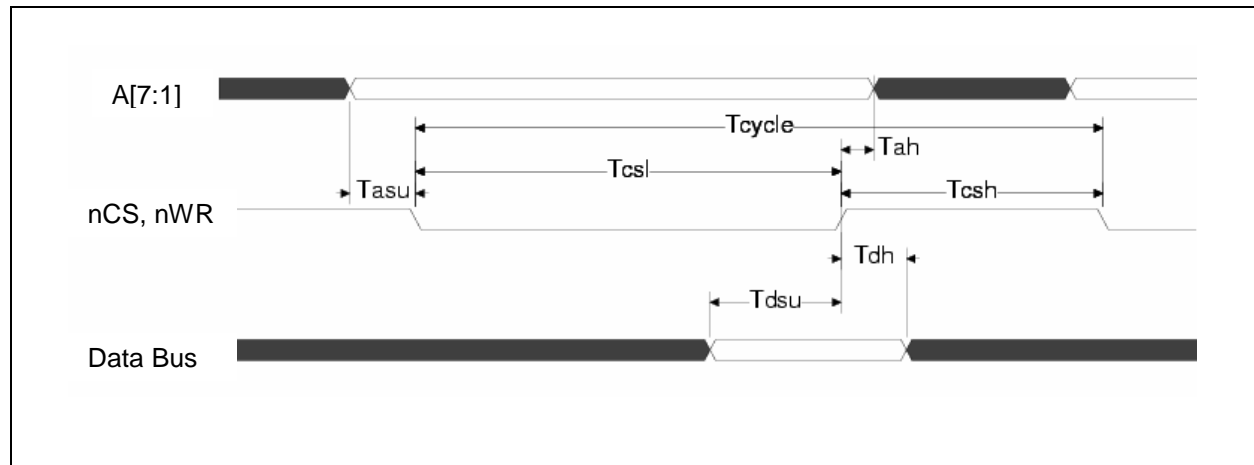 A[7:1]
Tcycle
Tah
Tcsl
Tasu
Tcsh
nCS, nWR
Tdh
Tdsu
Data Bus